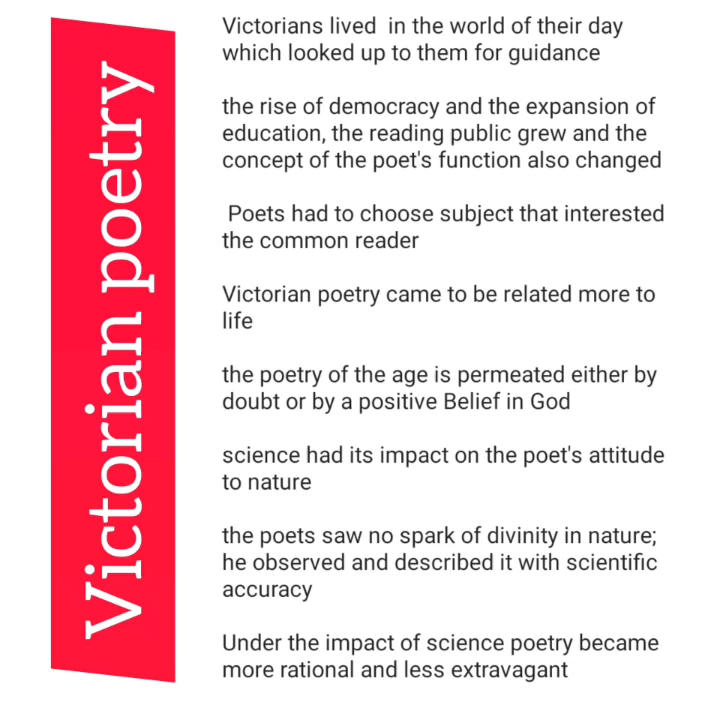 Victorian poetry
Victorians lived in the world of their day
which looked up to them for guidance
the rise of democracy and the expansion of
education, the reading public grew and the
concept of the poet's function also changed
Poets had to choose subject that interested
the common reader
Victorian poetry came to be related more to
life
the poetry of the age is permeated either by
doubt or by a positive Belief in God
science had its impact on the poet's attitude
to nature
the poets saw no spark of divinity in nature;
he observed and described it with scientific
accuracy
Under the impact of science poetry became
more rational and less extravagant